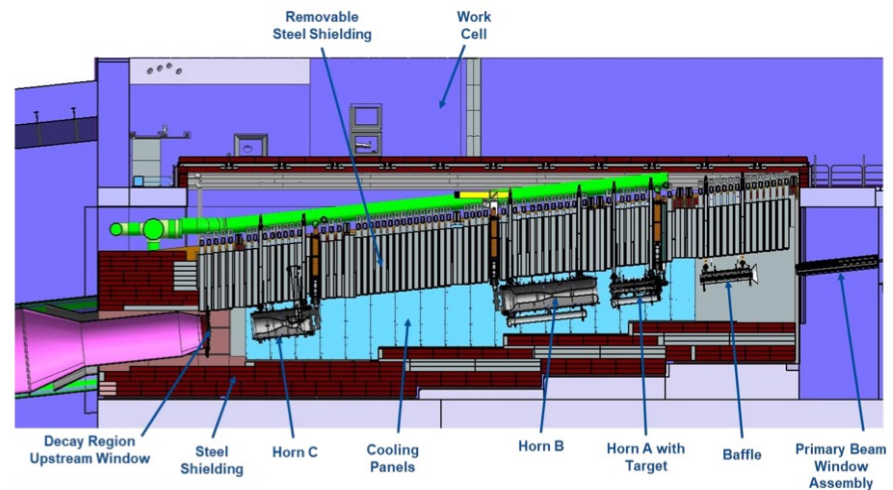 Removable
Steel Shielding
Work
Cell
Decay Region
Upstream Window
Steel
Shielding
Horn C
Cooling
Panels
Horn B
Horn A with
Target
Baffle
Primary Beam
Window
Assembly